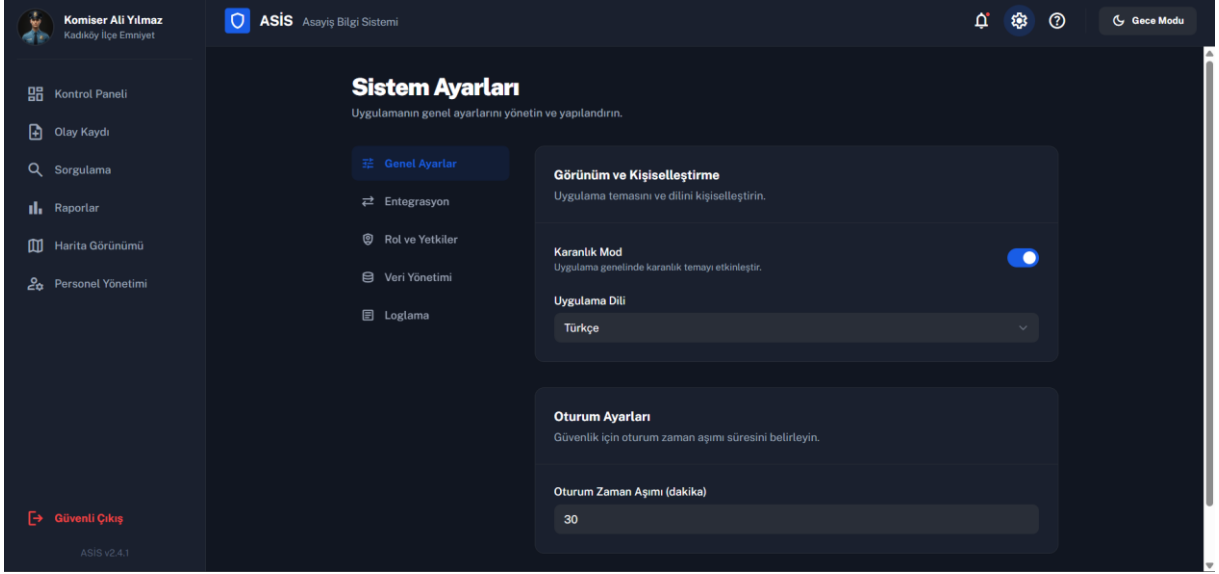 Komiser Ali Yılmaz
Kadıköy İlçe Emniyet
Kontrol Paneli
Olay Kaydı
Sorgulama
Raporlar
Harita Görünümü
Personel Yönetimi
Güvenli Çıkış
ASİS v2.4.1
ASİS Asayiş Bilgi Sistemi
Gece Modu
Sistem Ayarları
Uygulamanın genel ayarlarını yönetin ve yapılandırın.
Genel Ayarlar
Entegrasyon
Rol ve Yetkiler
Veri Yönetimi
Loglama
Görünüm ve Kişiselleştirme
Uygulama temasını ve dilini kişiselleştirin.
Karanlık Mod
Uygulama genelinde karanlık temayı etkinleştir.
Uygulama Dili
Türkçe
Oturum Ayarları
Güvenlik için oturum zaman aşımı süresini belirleyin.
Oturum Zaman Aşımı (dakika)
30